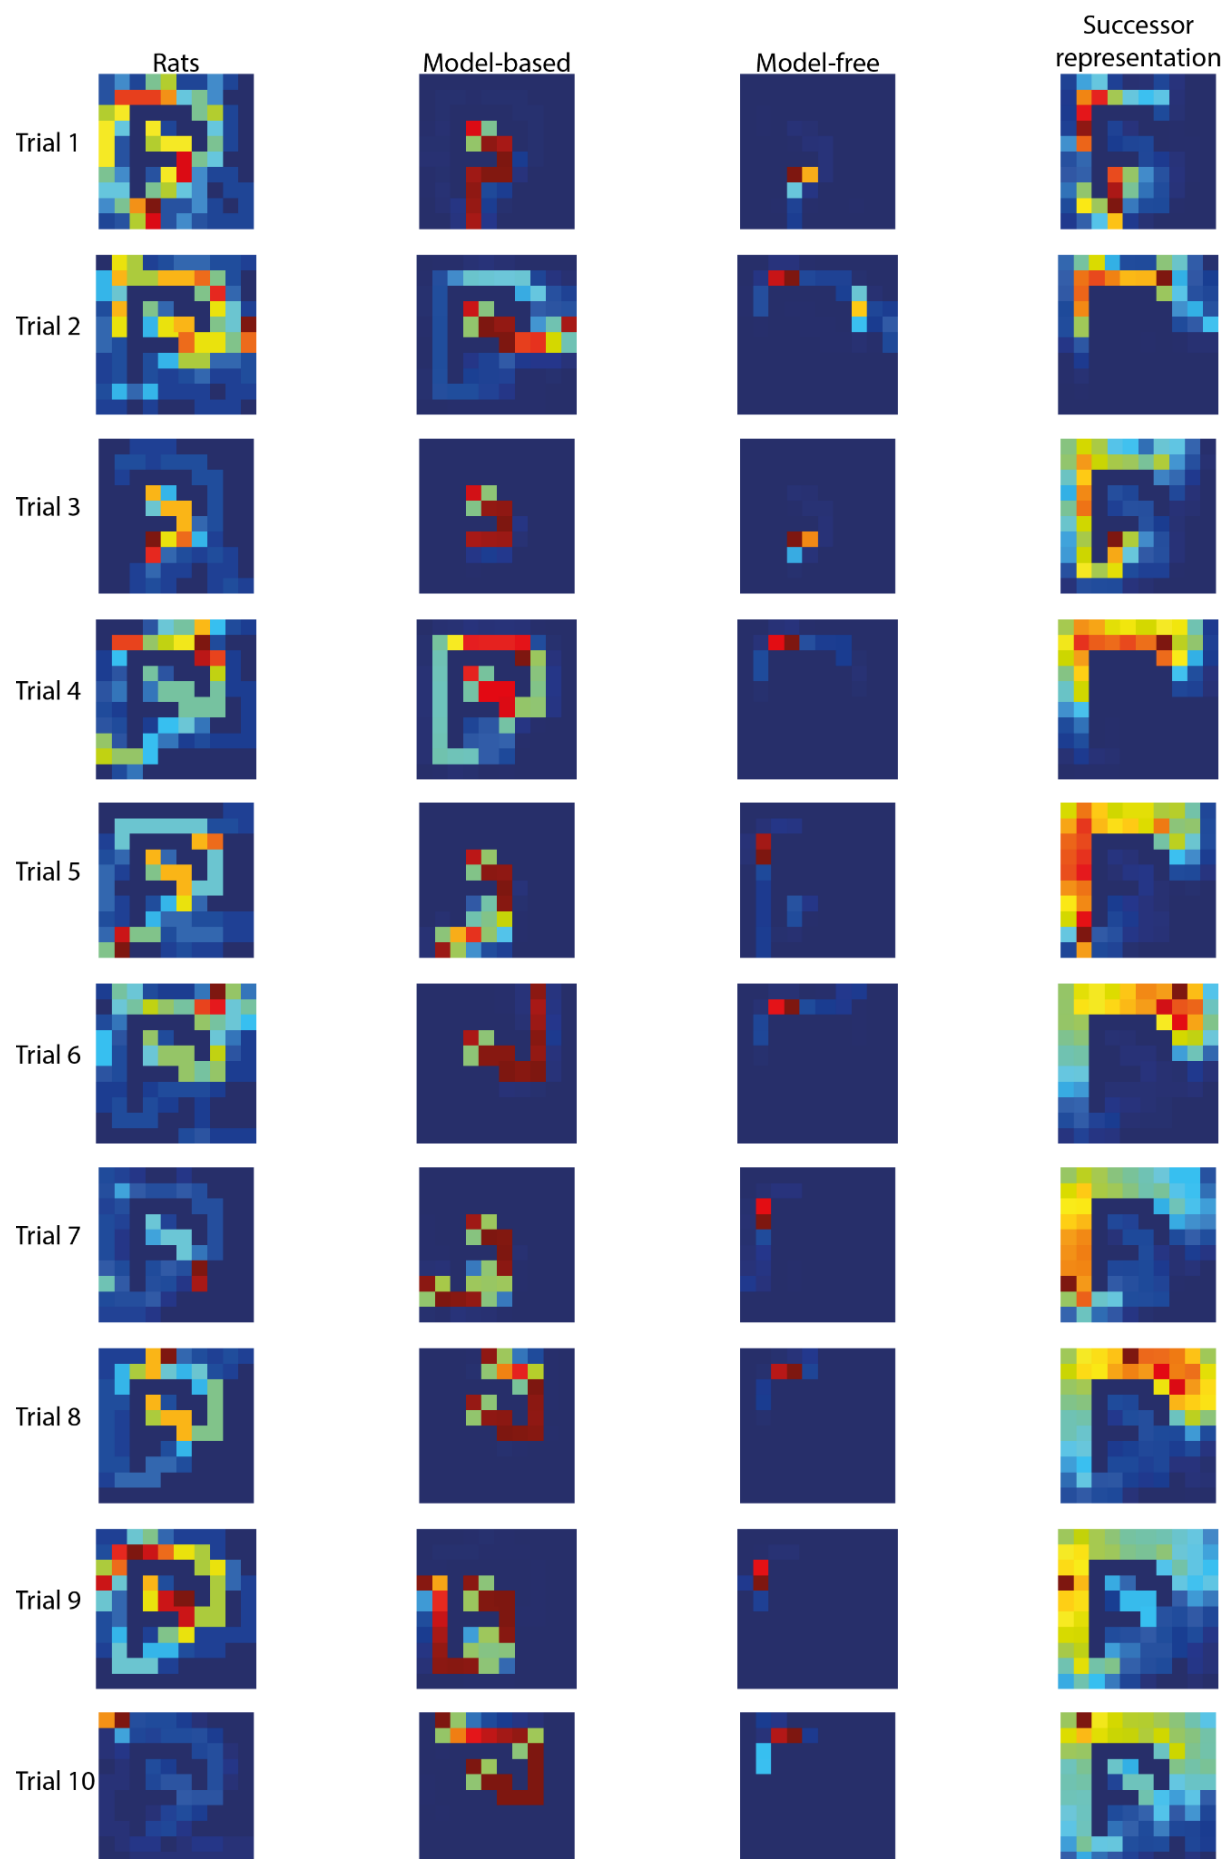 Successor
Rats Model-based Model-free representation
Trial 1
Trial 2
Trial 3
Trial 4
Trial 5
Trial 6
Trial 7
Trial 8
Trial 9
Trial 10